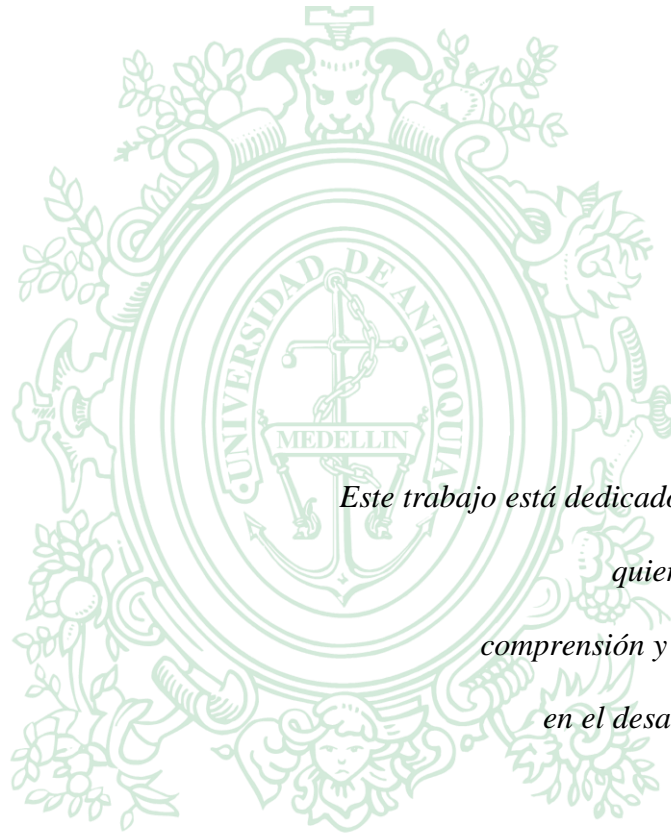 UNIVERSIDAD DE ANTIOQUIA
MEDELLIN
Este trabajo está dedicado
quien
comprensión y
en el desa